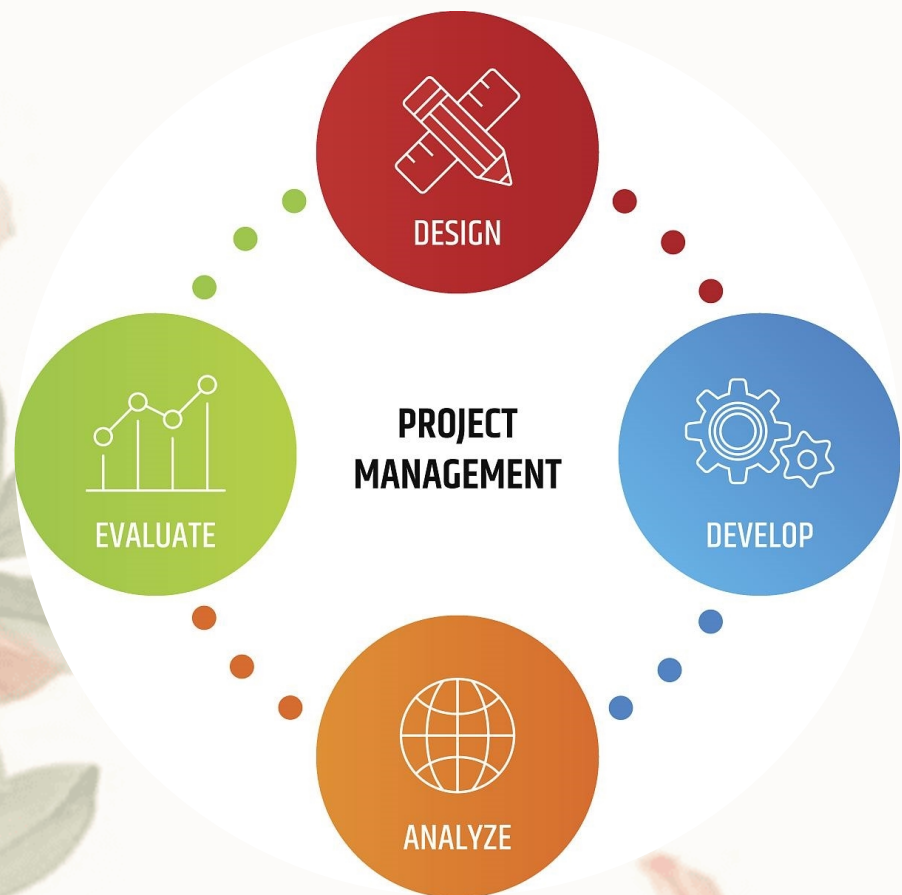 DESIGN
PROJECT
MANAGEMENT
EVALUATE
DEVELOP
ANALYZE